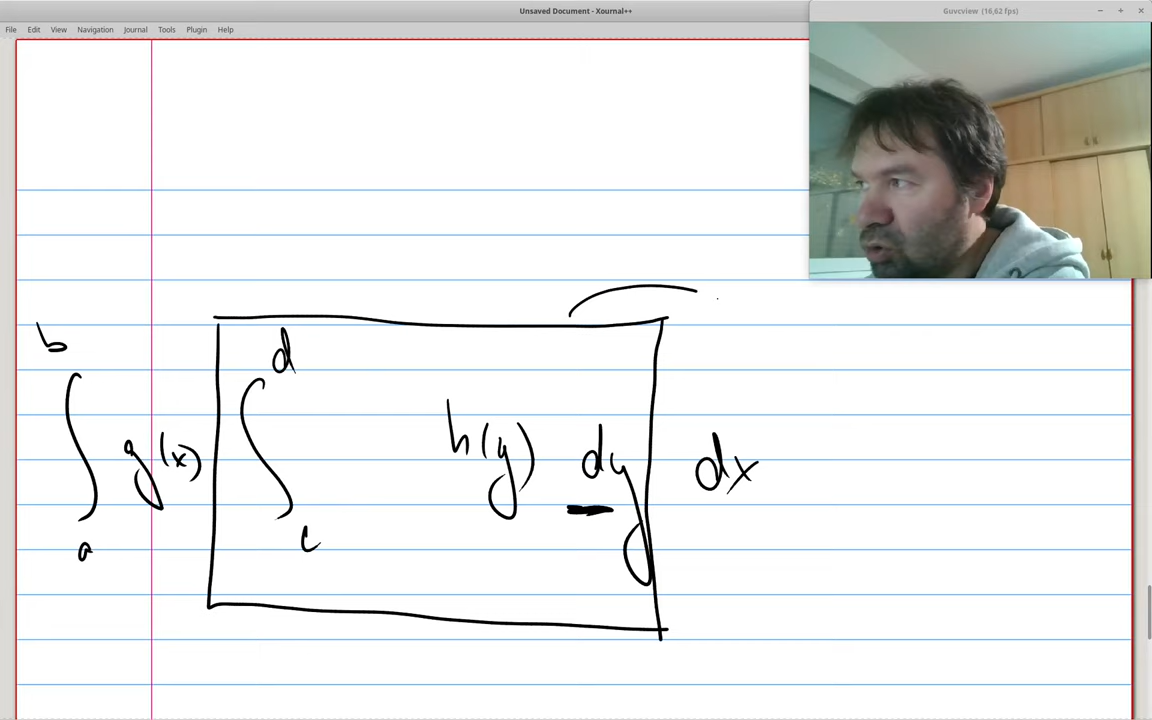 Unsaved Document - Xournal++
Guvcview (16,62 fps)
File Edit View Navigation Journal Tools Plugin Help
b
∫ g(x)
a
d
∫ h(y) dy
c
dx